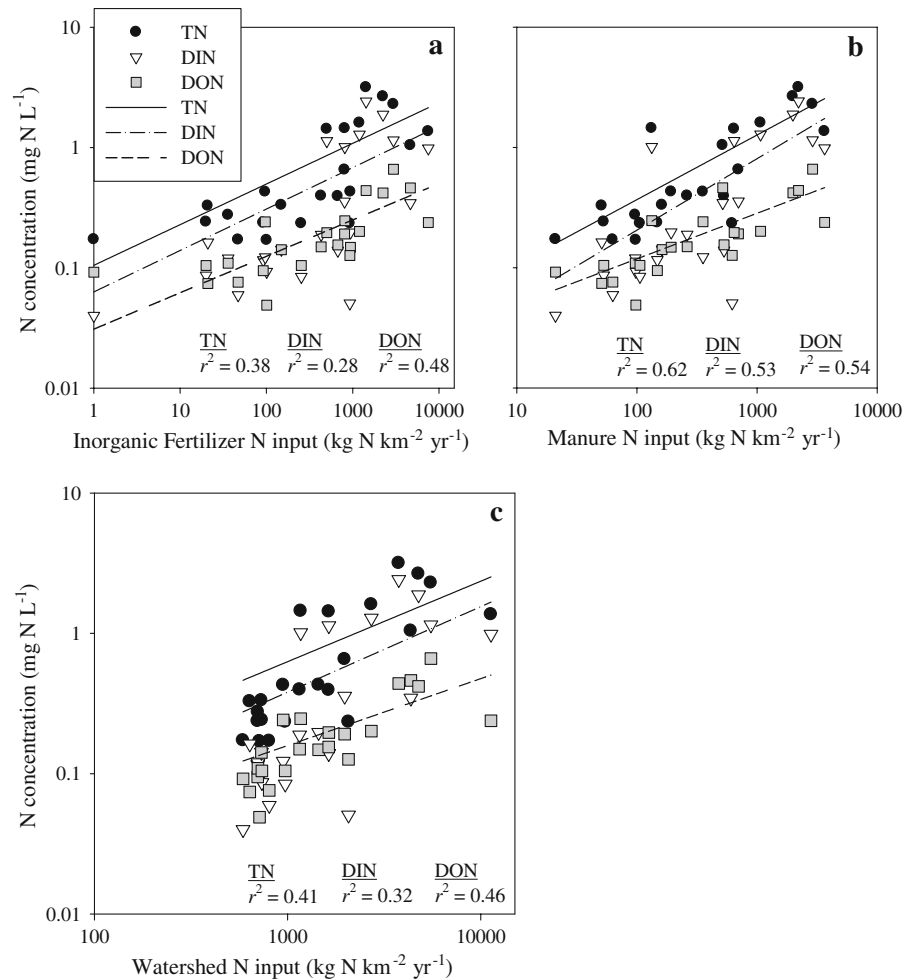 TN
DIN
DON
TN
DIN
DON
a
10
1
0.1
0.01
N concentration (mg N L⁻¹)
TN DIN DON
r² = 0.38 r² = 0.28 r² = 0.48
1 10 100 1000 10000
Inorganic Fertilizer N input (kg N km⁻² yr⁻¹)
b
TN DIN DON
r² = 0.62 r² = 0.53 r² = 0.54
10 100 1000 10000
Manure N input (kg N km⁻² yr⁻¹)
c
10
1
0.1
0.01
N concentration (mg N L⁻¹)
TN DIN DON
r² = 0.41 r² = 0.32 r² = 0.46
100 1000 10000
Watershed N input (kg N km⁻² yr⁻¹)